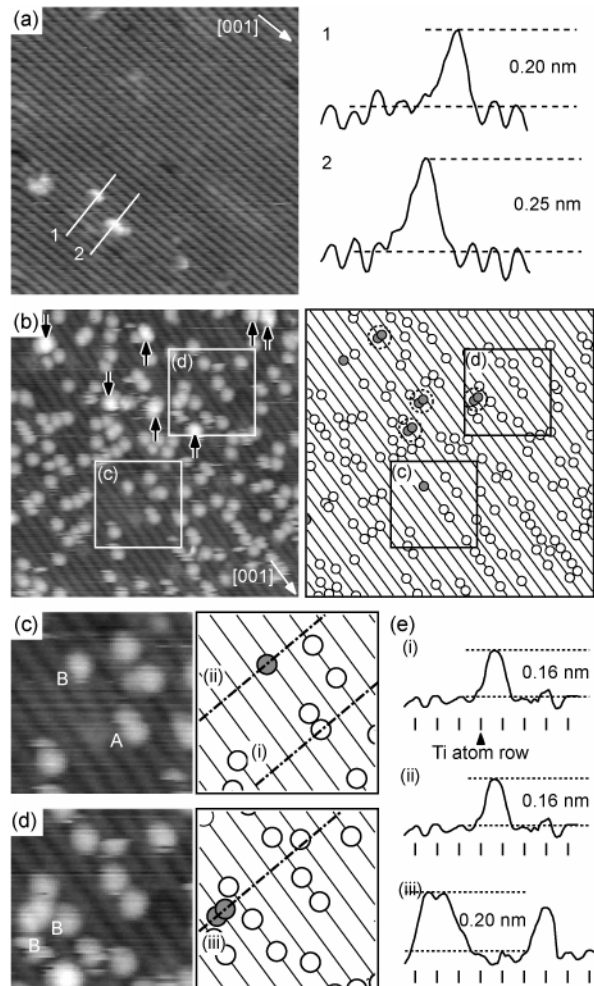 (a)
[001]
1
2
1
0.20 nm
2
0.25 nm
(b)
(d)
(c)
[001]
(d)
(c)
(c)
B
A
(ii)
(i)
(d)
B
B
(iii)
(e)
(i)
0.16 nm
Ti atom row
(ii)
0.16 nm
(iii)
0.20 nm